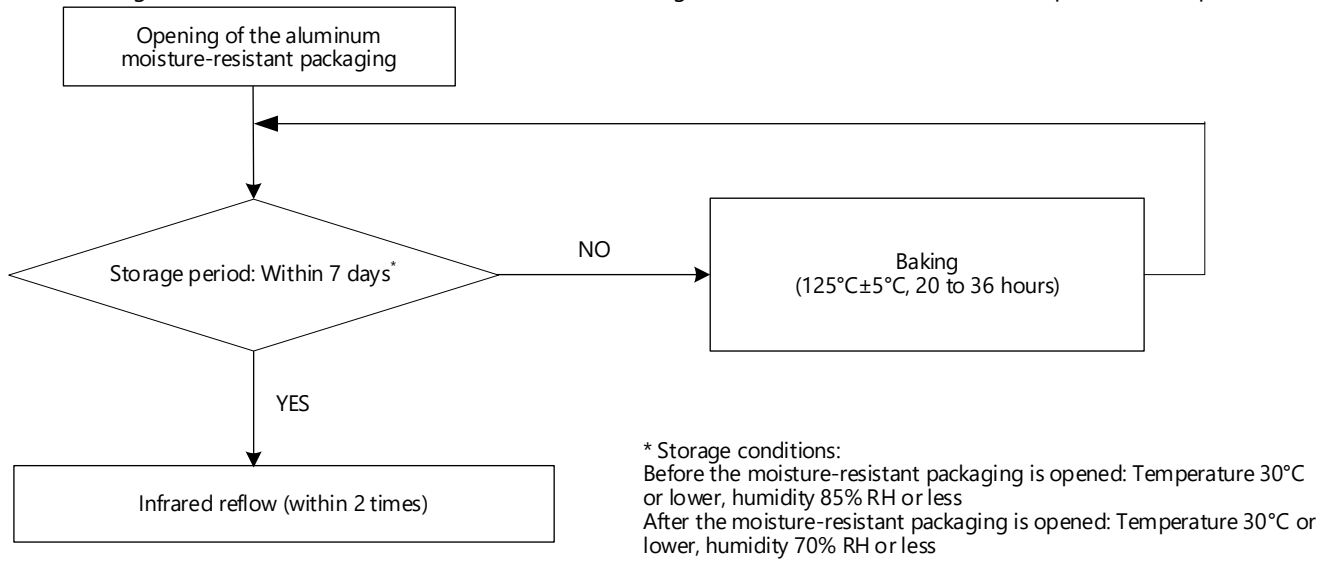 Opening of the aluminum
moisture-resistant packaging
Storage period: Within 7 days*
NO
Baking
(125°C±5°C, 20 to 36 hours)
YES
Infrared reflow (within 2 times)
* Storage conditions:
Before the moisture-resistant packaging is opened: Temperature 30°C
or lower, humidity 85% RH or less
After the moisture-resistant packaging is opened: Temperature 30°C or
lower, humidity 70% RH or less